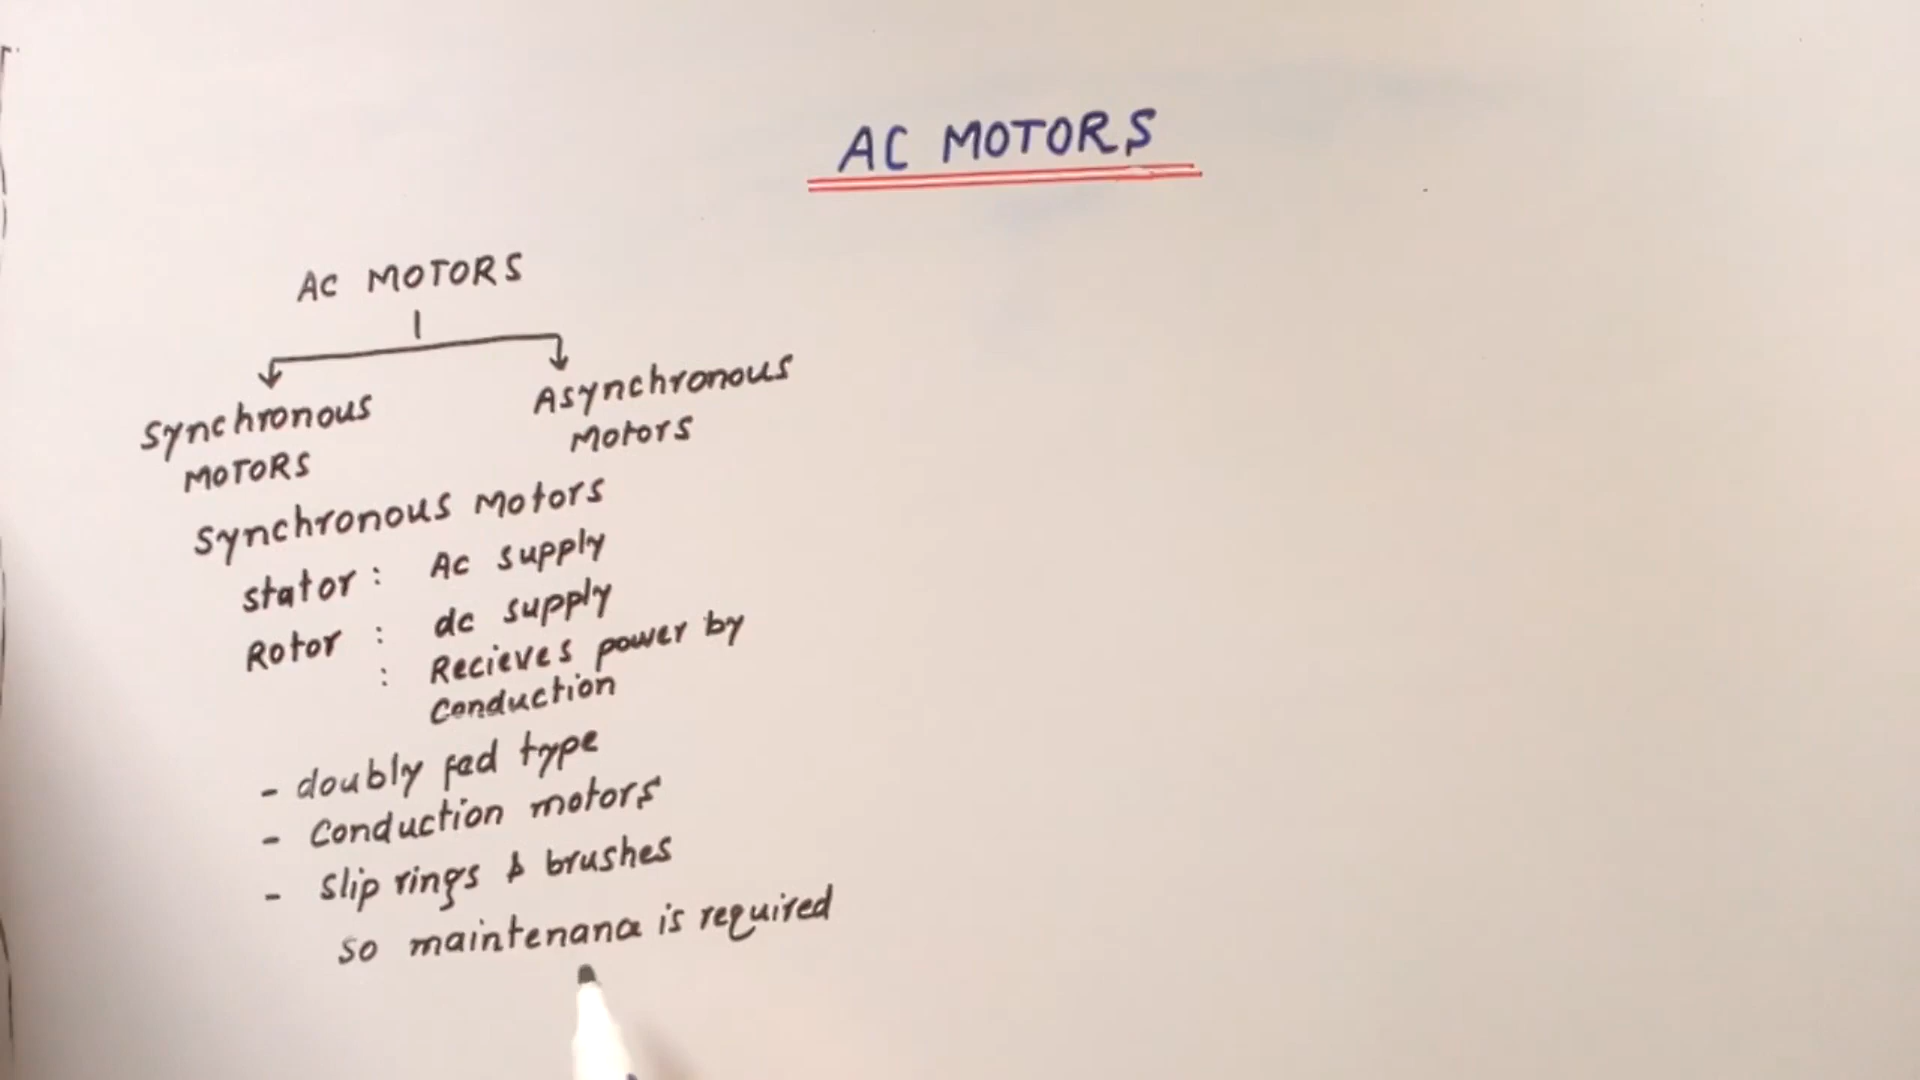 AC MOTORS
AC MOTORS
Synchronous
MOTORS
Asynchronous
Motors
Synchronous Motors
Stator : Ac supply
Rotor : dc supply
: Recieves power by
Conduction
- doubly fed type
- Conduction motors
- Slip rings & brushes
so maintenance is required